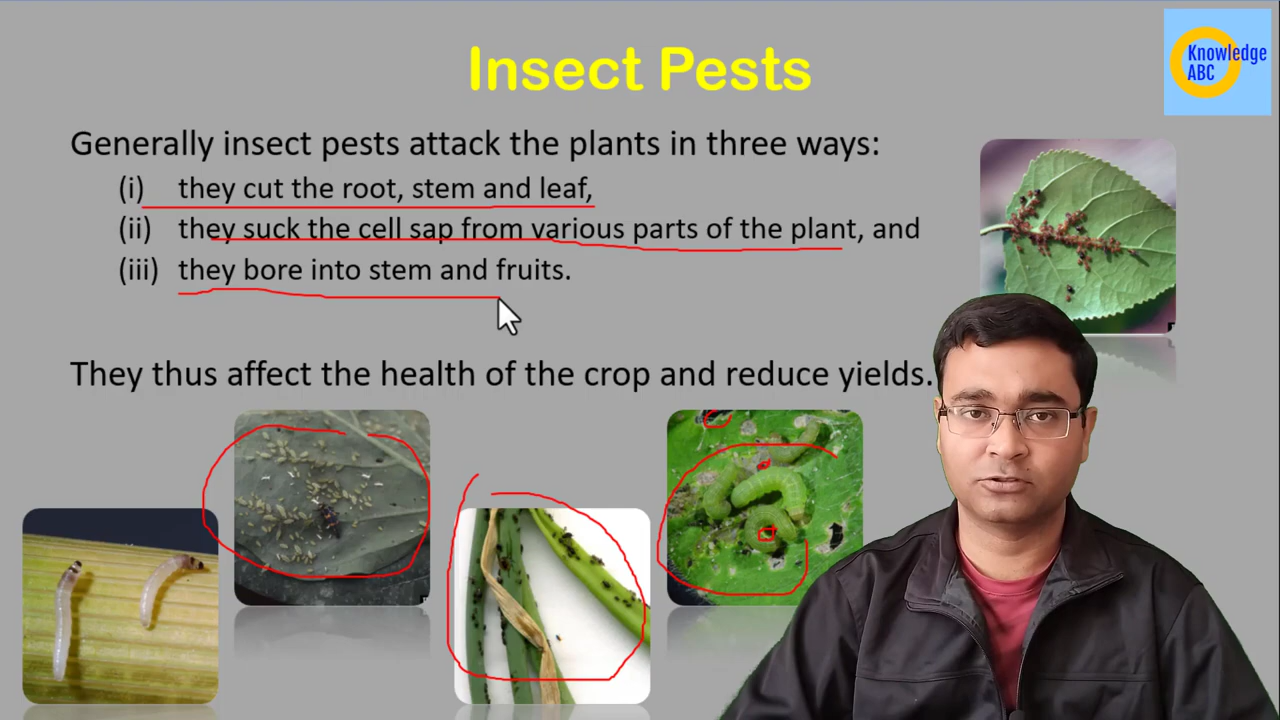 Insect Pests
Knowledge
ABC
Generally insect pests attack the plants in three ways:
(i) they cut the root, stem and leaf,
(ii) they suck the cell sap from various parts of the plant, and
(iii) they bore into stem and fruits.
They thus affect the health of the crop and reduce yields.